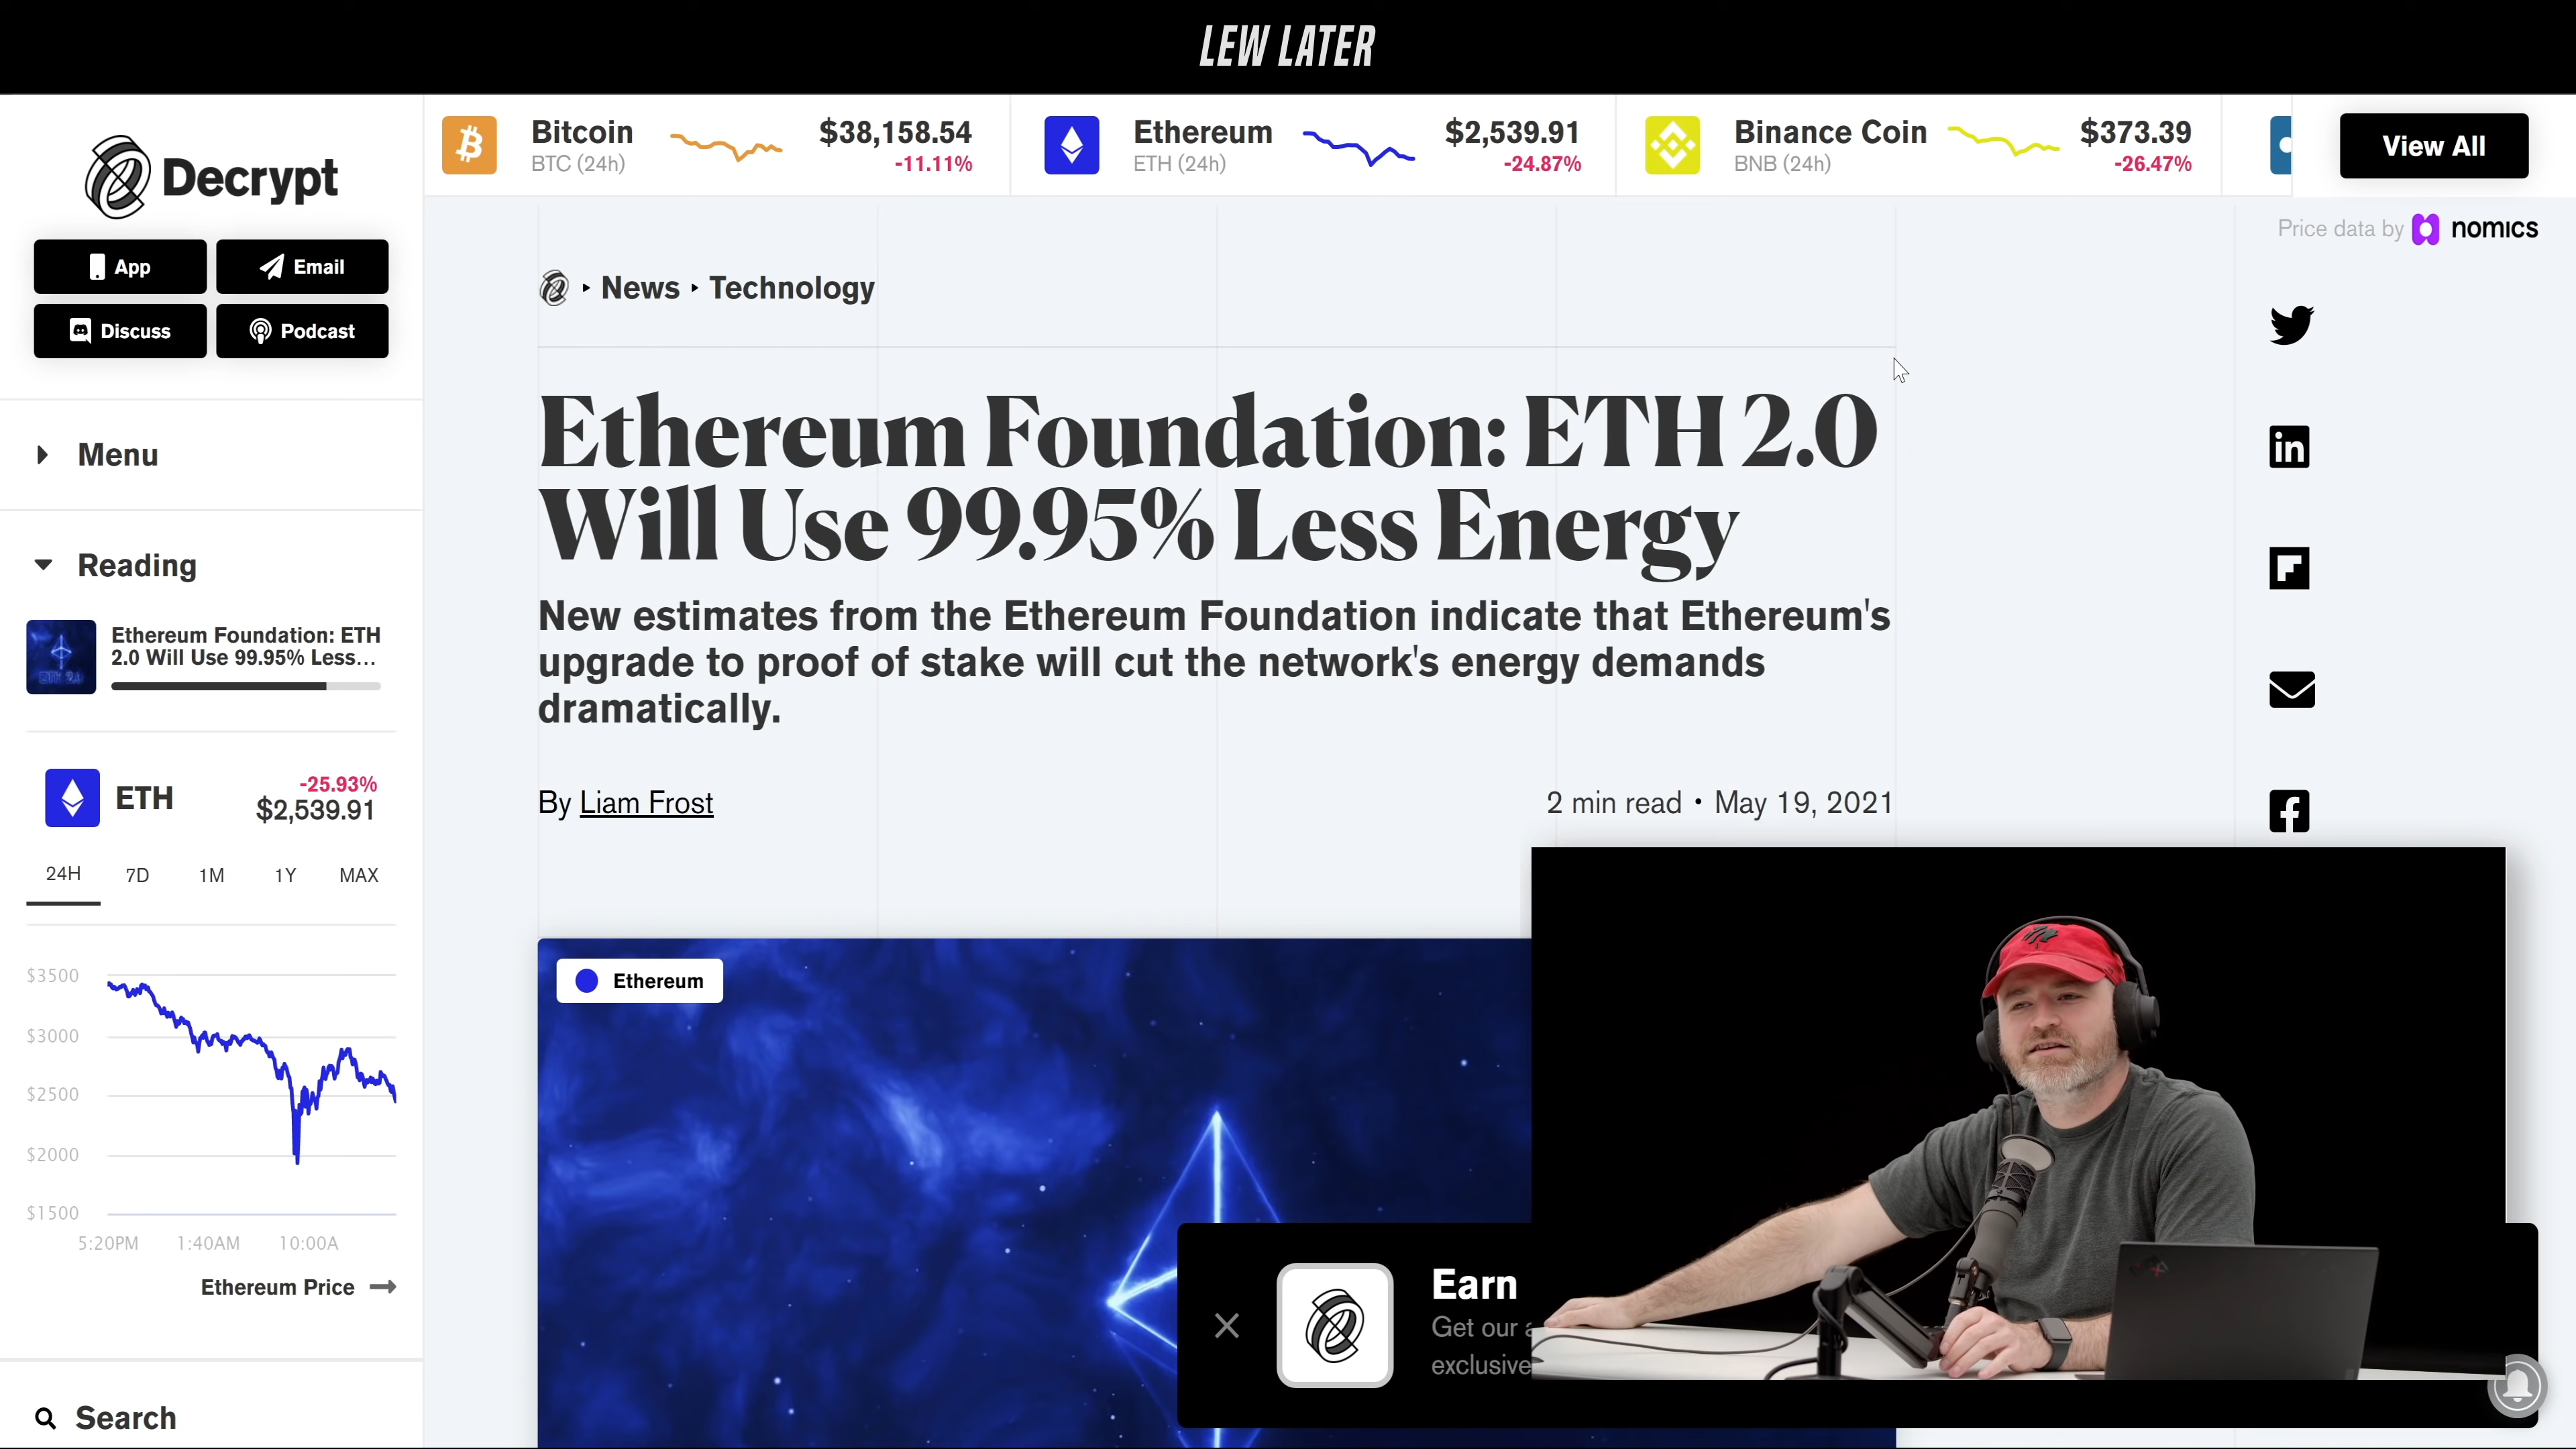 LEW LATER
Decrypt
App
Email
Discuss
Podcast
Menu
Reading
Ethereum Foundation: ETH
2.0 Will Use 99.95% Less...
ETH
-25.93%
$2,539.91
24H 7D 1M 1Y MAX
$3500
$3000
$2500
$2000
$1500
5:20PM 1:40AM 10:00A
Ethereum Price
Search
Bitcoin
BTC (24h)
$38,158.54
-11.11%
Ethereum
ETH (24h)
$2,539.91
-24.87%
Binance Coin
BNB (24h)
$373.39
-26.47%
View All
Price data by nomics
News Technology
Ethereum Foundation: ETH 2.0
Will Use 99.95% Less Energy
New estimates from the Ethereum Foundation indicate that Ethereum's
upgrade to proof of stake will cut the network's energy demands
dramatically.
By Liam Frost
2 min read • May 19, 2021
Ethereum
Earn
Get our
exclusive